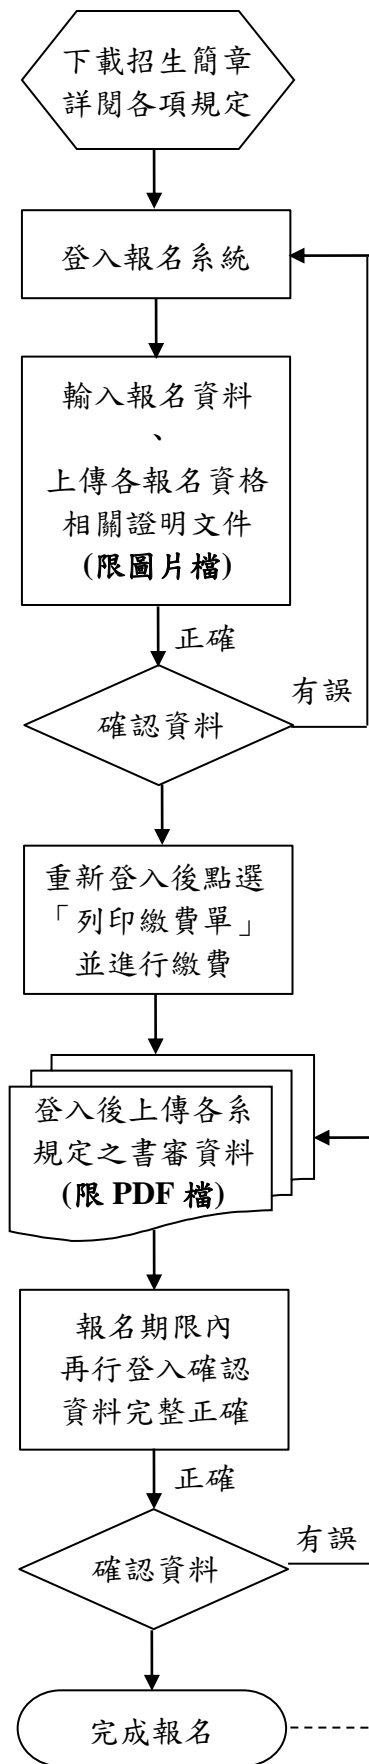 下載招生簡章
詳閱各項規定
登入報名系統
輸入報名資料
、
上傳各報名資格
相關證明文件
(限圖片檔)
正確
有誤
確認資料
重新登入後點選
「列印繳費單」
並進行繳費
登入後上傳各系
規定之書審資料
(限 PDF 檔)
報名期限內
再行登入確認
資料完整正確
正確
有誤
確認資料
完成報名